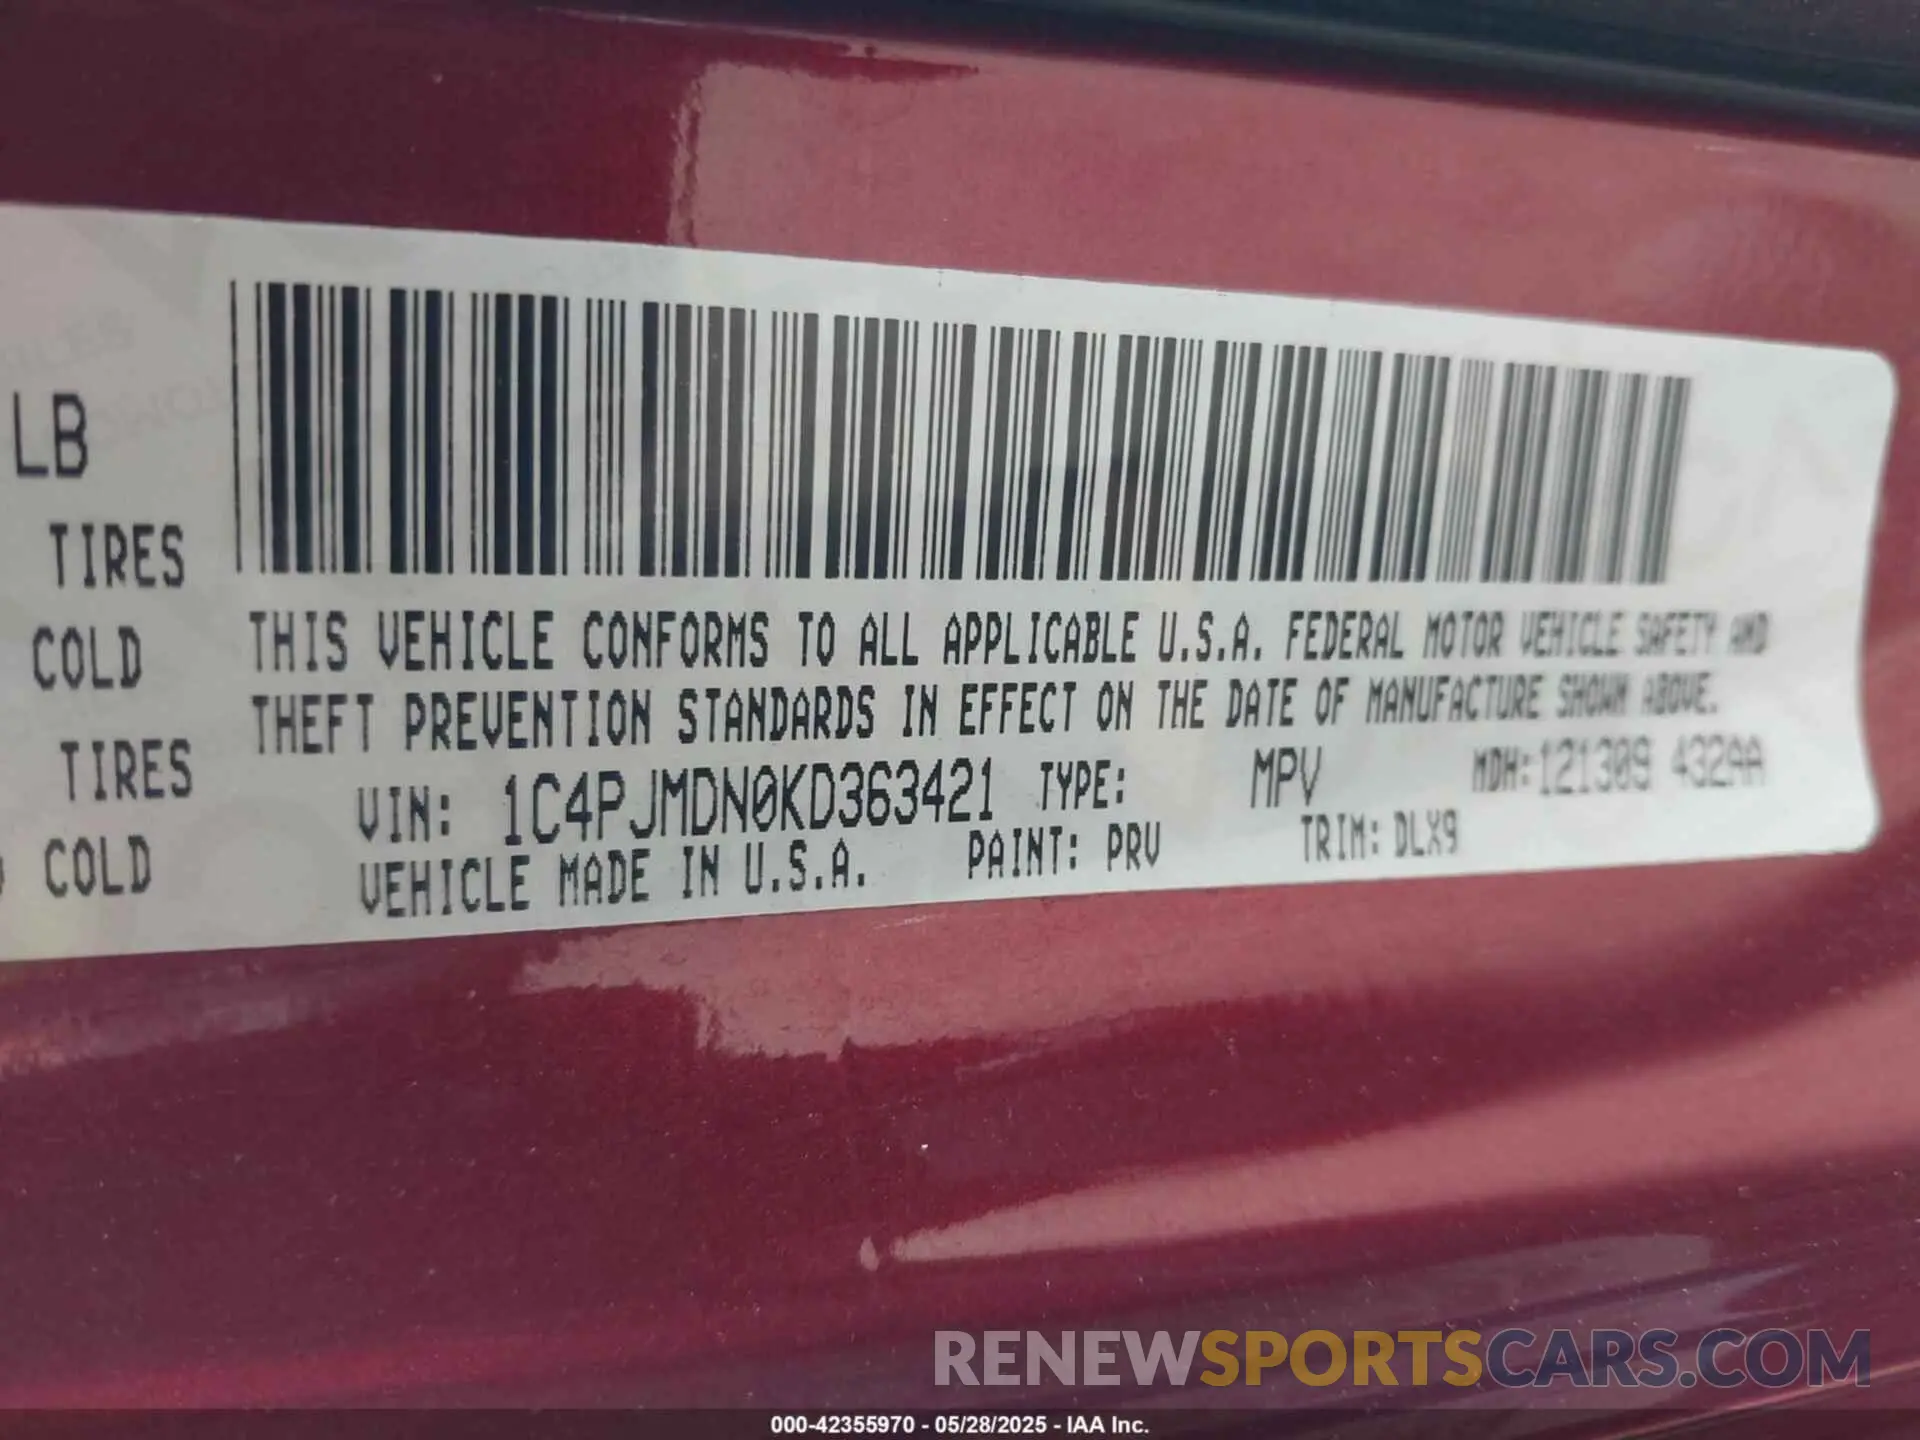 LB
TIRES
COLD
TIRES
COLD
THIS VEHICLE CONFORMS TO ALL APPLICABLE U.S.A. FEDERAL MOTOR VEHICLE SAFETY AND
THEFT PREVENTION STANDARDS IN EFFECT ON THE DATE OF MANUFACTURE SHOWN ABOVE.
VIN: 1C4PJMDN0KD363421 TYPE: MPV MDH:121309 432AA
VEHICLE MADE IN U.S.A. PAINT: PRV TRIM: DLX9
RENEWSPORTSCARS.COM
000-42355970 - 05/28/2025 - IAA Inc.